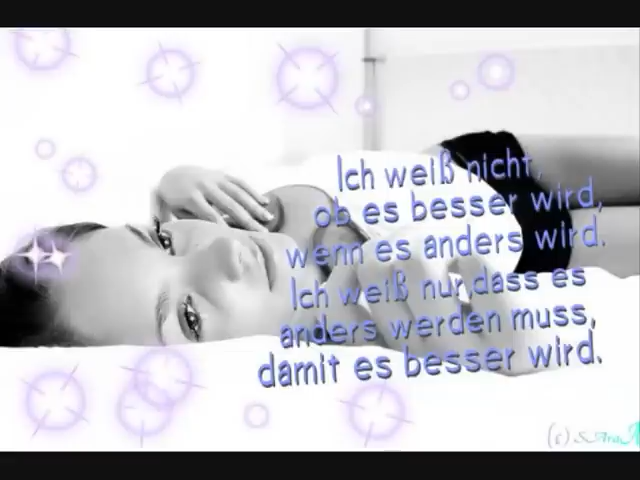 Ich weiß nicht,
ob es besser wird,
wenn es anders wird.
Ich weiß nur,dass es
anders werden muss,
damit es besser wird.
(c)